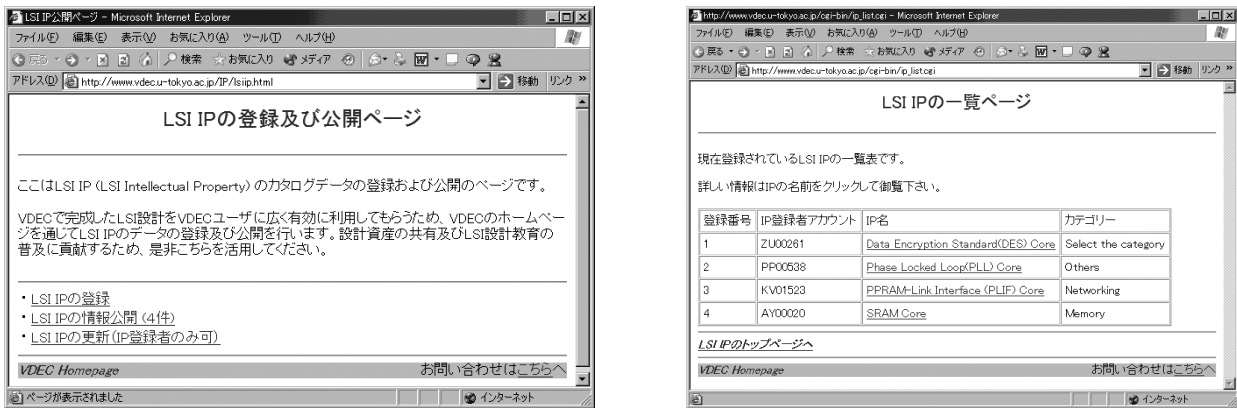 LSI IP公開ページ - Microsoft Internet Explorer
ファイル(F) 編集(E) 表示(V) お気に入り(A) ツール(T) ヘルプ(H)
戻る 検索 お気に入り メディア
アドレス(D) http://www.vdec.u-tokyo.ac.jp/IP/lsiip.html 移動 リンク »
LSI IPの登録及び公開ページ
ここはLSI IP (LSI Intellectual Property) のカタログデータの登録および公開のページです。
VDECで完成したLSI設計をVDECユーザに広く有効に利用してもらうため、VDECのホームペー
ジを通じてLSI IPのデータの登録及び公開を行います。設計資産の共有及びLSI設計教育の
普及に貢献するため、是非こちらを活用してください。
・LSI IPの登録
・LSI IPの情報公開 (4件)
・LSI IPの更新(IP登録者のみ可)
VDEC Homepage お問い合わせはこちらへ
ページが表示されました インターネット
http://www.vdec.u-tokyo.ac.jp/cgi-bin/ip_list.cgi - Microsoft Internet Explorer
ファイル(F) 編集(E) 表示(V) お気に入り(A) ツール(T) ヘルプ(H)
戻る 検索 お気に入り メディア
アドレス(D) http://www.vdec.u-tokyo.ac.jp/cgi-bin/ip_list.cgi 移動 リンク »
LSI IPの一覧ページ
現在登録されているLSI IPの一覧表です。
詳しい情報はIPの名前をクリックして御覧下さい。
登録番号 IP登録者アカウント IP名 カテゴリー
1 ZU00261 Data Encryption Standard(DES) Core Select the category
2 PP00538 Phase Locked Loop(PLL) Core Others
3 KV01523 PPRAM-Link Interface (PLIF) Core Networking
4 AY00020 SRAM Core Memory
LSI IPのトップページへ
VDEC Homepage お問い合わせはこちらへ
インターネット